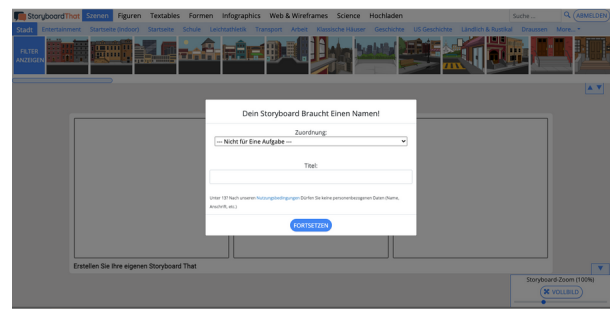 StoryboardThat Szenen Figuren Textables Formen Infographics Web & Wireframes Science Hochladen Suche ... ABMELDEN
Stadt Entertainment Startseite (Indoor) Startseite Schule Leichtathletik Transport Arbeit Klassische Häuser Geschichte US Geschichte Ländlich & Rustikal Draussen More...
FILTER
ANZEIGEN
Dein Storyboard Braucht Einen Namen!
Zuordnung:
--- Nicht für Eine Aufgabe ---
Titel:
Unter 13? Nach unseren Nutzungsbedingungen Dürfen Sie keine personenbezogenen Daten (Name,
Anschrift, etc.)
FORTSETZEN
Erstellen Sie Ihre eigenen Storyboard That
Storyboard-Zoom (100%)
VOLLBILD